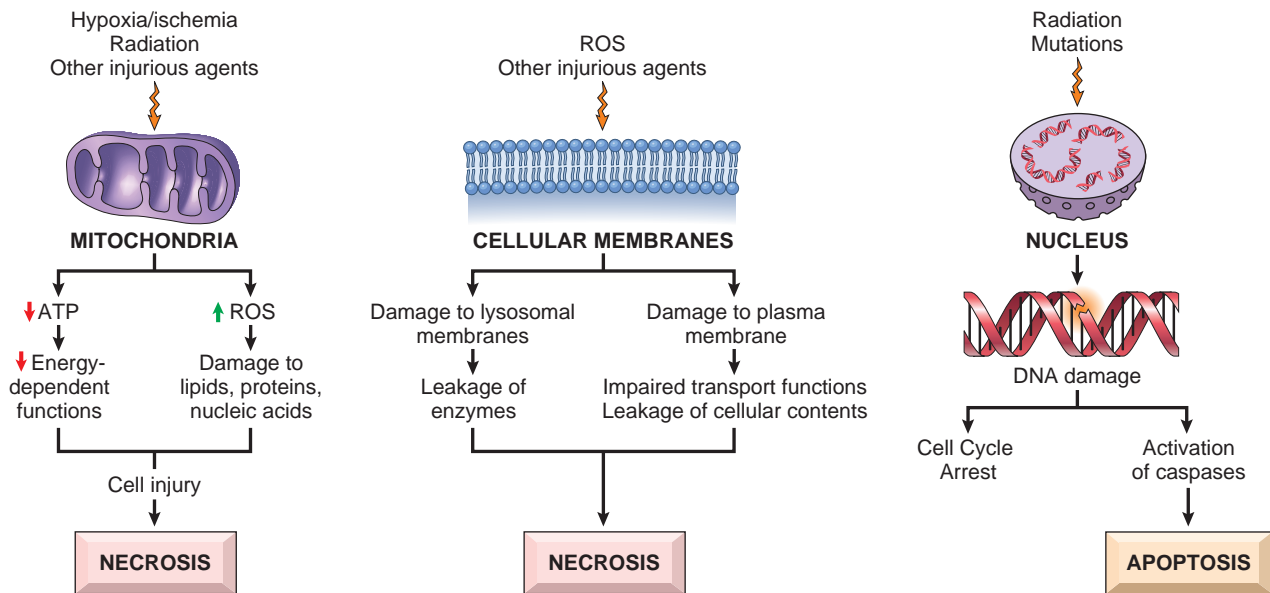 Hypoxia/ischemia
Radiation
Other injurious agents
MITOCHONDRIA
ATP
ROS
Energy-
dependent
functions
Damage to
lipids, proteins,
nucleic acids
Cell injury
NECROSIS
ROS
Other injurious agents
CELLULAR MEMBRANES
Damage to lysosomal
membranes
Damage to plasma
membrane
Leakage of
enzymes
Impaired transport functions
Leakage of cellular contents
NECROSIS
Radiation
Mutations
NUCLEUS
DNA damage
Cell Cycle
Arrest
Activation
of caspases
APOPTOSIS